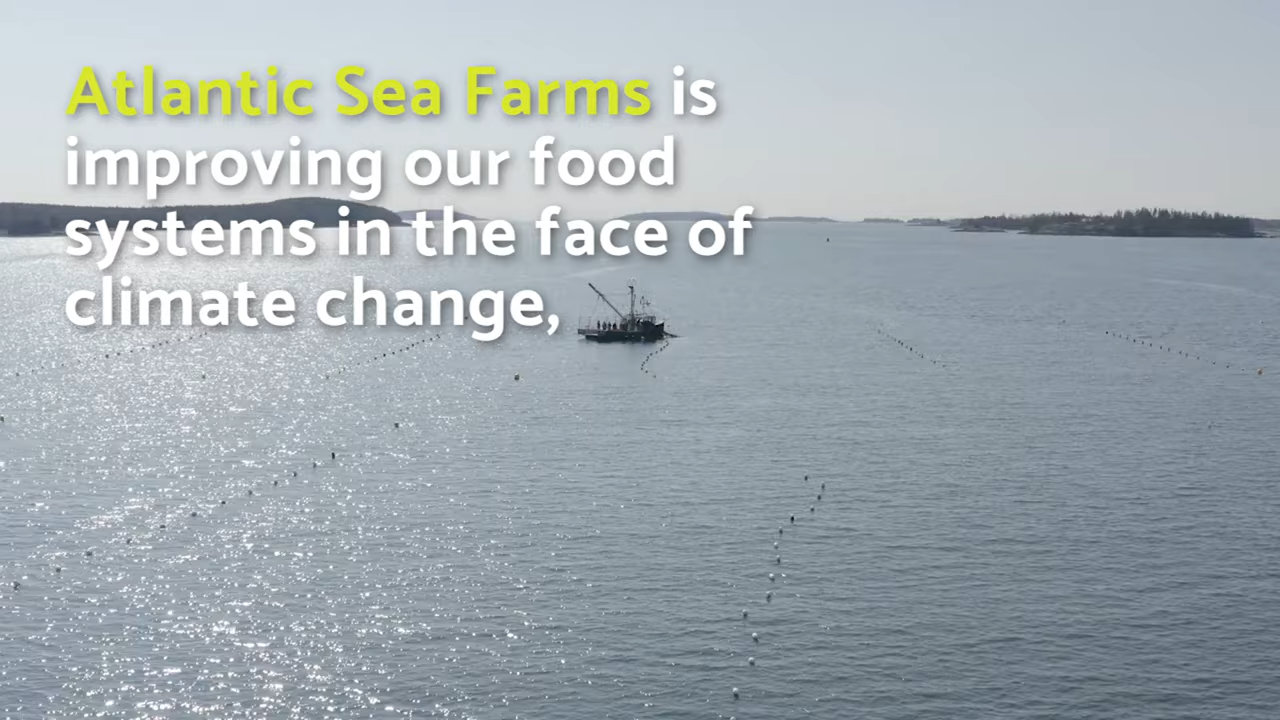 Atlantic Sea Farms is
improving our food
systems in the face of
climate change,